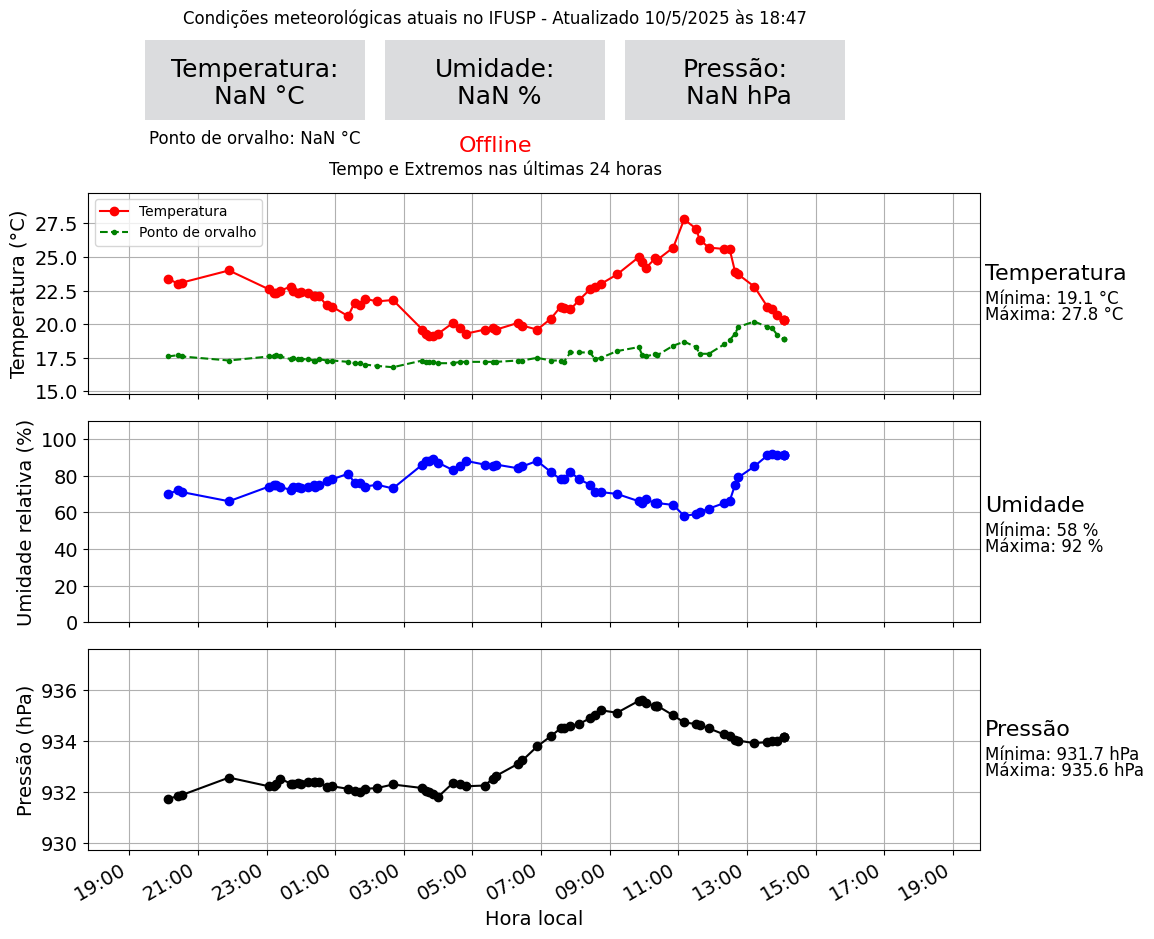 Condições meteorológicas atuais no IFUSP - Atualizado 10/5/2025 às 18:47
Temperatura:
NaN °C
Umidade:
NaN %
Pressão:
NaN hPa
Ponto de orvalho: NaN °C
Offline
Tempo e Extremos nas últimas 24 horas
Temperatura (°C)
27.5
25.0
22.5
20.0
17.5
15.0
Temperatura
Ponto de orvalho
Temperatura
Mínima: 19.1 °C
Máxima: 27.8 °C
Umidade relativa (%)
100
80
60
40
20
0
Umidade
Mínima: 58 %
Máxima: 92 %
Pressão (hPa)
936
934
932
930
Pressão
Mínima: 931.7 hPa
Máxima: 935.6 hPa
19:00
21:00
23:00
01:00
03:00
05:00
07:00
09:00
11:00
13:00
15:00
17:00
19:00
Hora local